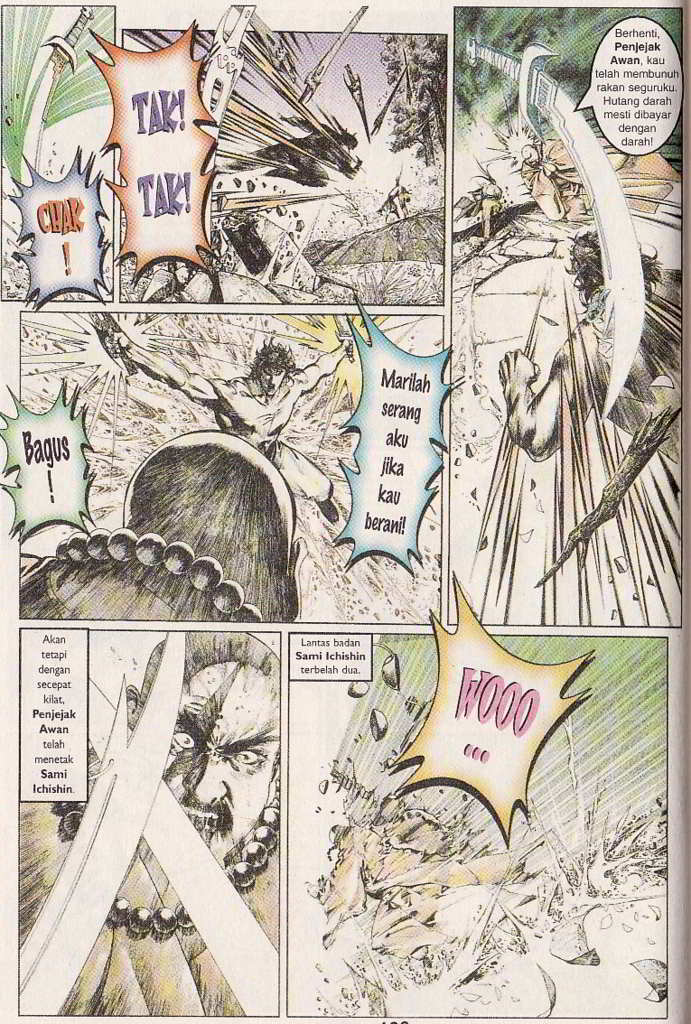 CHAK
!
TAK!
TAK!
Berhenti,
Penjejak
Awan, kau
telah membunuh
rakan seguruku.
Hutang darah
mesti dibayar
dengan
darah!
Bagus
!
Marilah
serang
aku
jika
kau
berani!
Akan
tetapi
dengan
secepat
kilat,
Penjejak
Awan
telah
menetak
Sami
Ichishin.
Lantas badan
Sami Ichishin
terbelah dua.
WOOO
...